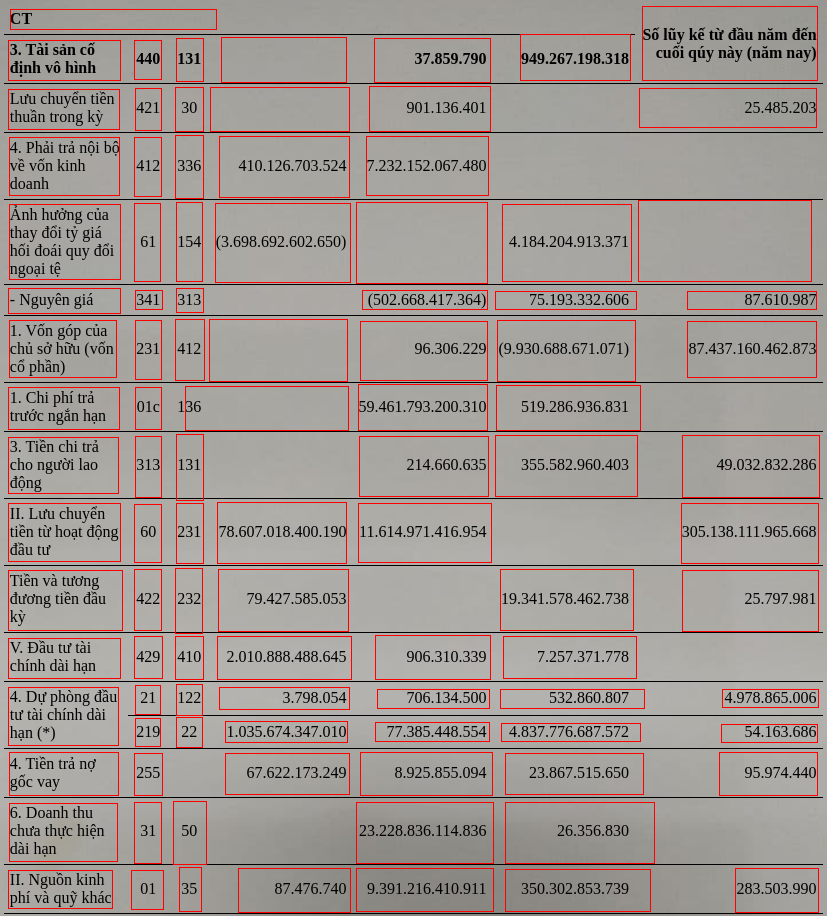 CT
Số lũy kế từ đầu năm đến
cuối qúy này (năm nay)
3. Tài sản cố
định vô hình
440 131 37.859.790 949.267.198.318
Lưu chuyển tiền
thuần trong kỳ
421 30 901.136.401 25.485.203
4. Phải trả nội bộ
về vốn kinh
doanh
412 336 410.126.703.524 7.232.152.067.480
Ảnh hưởng của
thay đổi tỷ giá
hối đoái quy đổi
ngoại tệ
61 154 (3.698.692.602.650) 4.184.204.913.371
- Nguyên giá 341 313 (502.668.417.364) 75.193.332.606 87.610.987
1. Vốn góp của
chủ sở hữu (vốn
cổ phần)
231 412 96.306.229 (9.930.688.671.071) 87.437.160.462.873
1. Chi phí trả
trước ngắn hạn
01c 136 59.461.793.200.310 519.286.936.831
3. Tiền chi trả
cho người lao
động
313 131 214.660.635 355.582.960.403 49.032.832.286
II. Lưu chuyển
tiền từ hoạt động
đầu tư
60 231 78.607.018.400.190 11.614.971.416.954 305.138.111.965.668
Tiền và tương
đương tiền đầu
kỳ
422 232 79.427.585.053 19.341.578.462.738 25.797.981
V. Đầu tư tài
chính dài hạn
429 410 2.010.888.488.645 906.310.339 7.257.371.778
4. Dự phòng đầu
tư tài chính dài
hạn (*)
21 122 3.798.054 706.134.500 532.860.807 4.978.865.006
219 22 1.035.674.347.010 77.385.448.554 4.837.776.687.572 54.163.686
4. Tiền trả nợ
gốc vay
255 67.622.173.249 8.925.855.094 23.867.515.650 95.974.440
6. Doanh thu
chưa thực hiện
dài hạn
31 50 23.228.836.114.836 26.356.830
II. Nguồn kinh
phí và quỹ khác
01 35 87.476.740 9.391.216.410.911 350.302.853.739 283.503.990